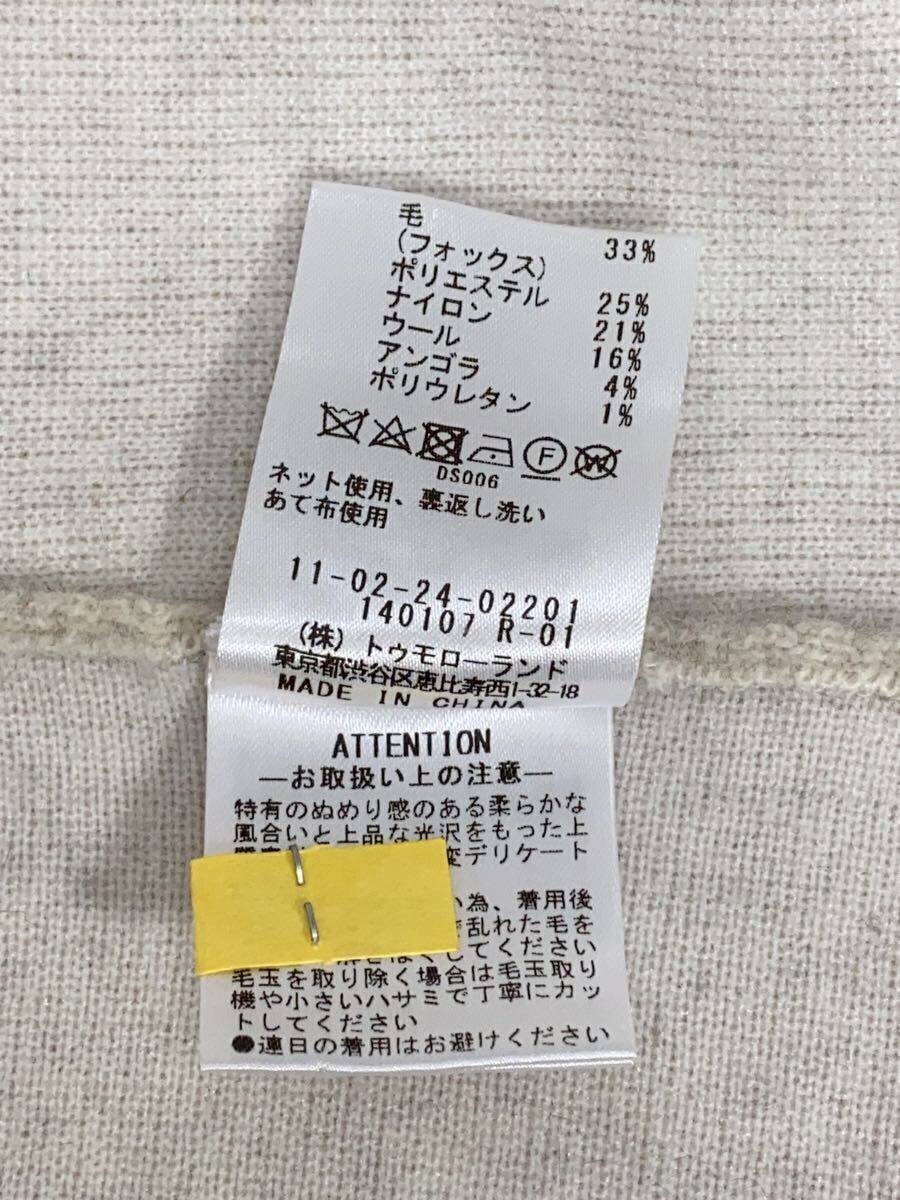 毛 33%
(フォックス)
ポリエステル 25%
ナイロン 21%
ウール 16%
アンゴラ 4%
ポリウレタン 1%
F W
DS006
ネット使用、裏返し洗い
あて布使用
11-02-24-02201
140107 R-01
(株)トゥモローランド
東京都渋谷区恵比寿西1-32-18
MADE IN CHINA
ATTENTION
—お取扱い上の注意—
特有のぬめり感のある柔らかな
風合いと上品な光沢をもった上
変デリケート
い為、着用後
で乱れた毛を
してください
毛玉を取り除く場合は毛玉取り
機や小さいハサミで丁寧にカッ
トしてください
●連日の着用はお避けください